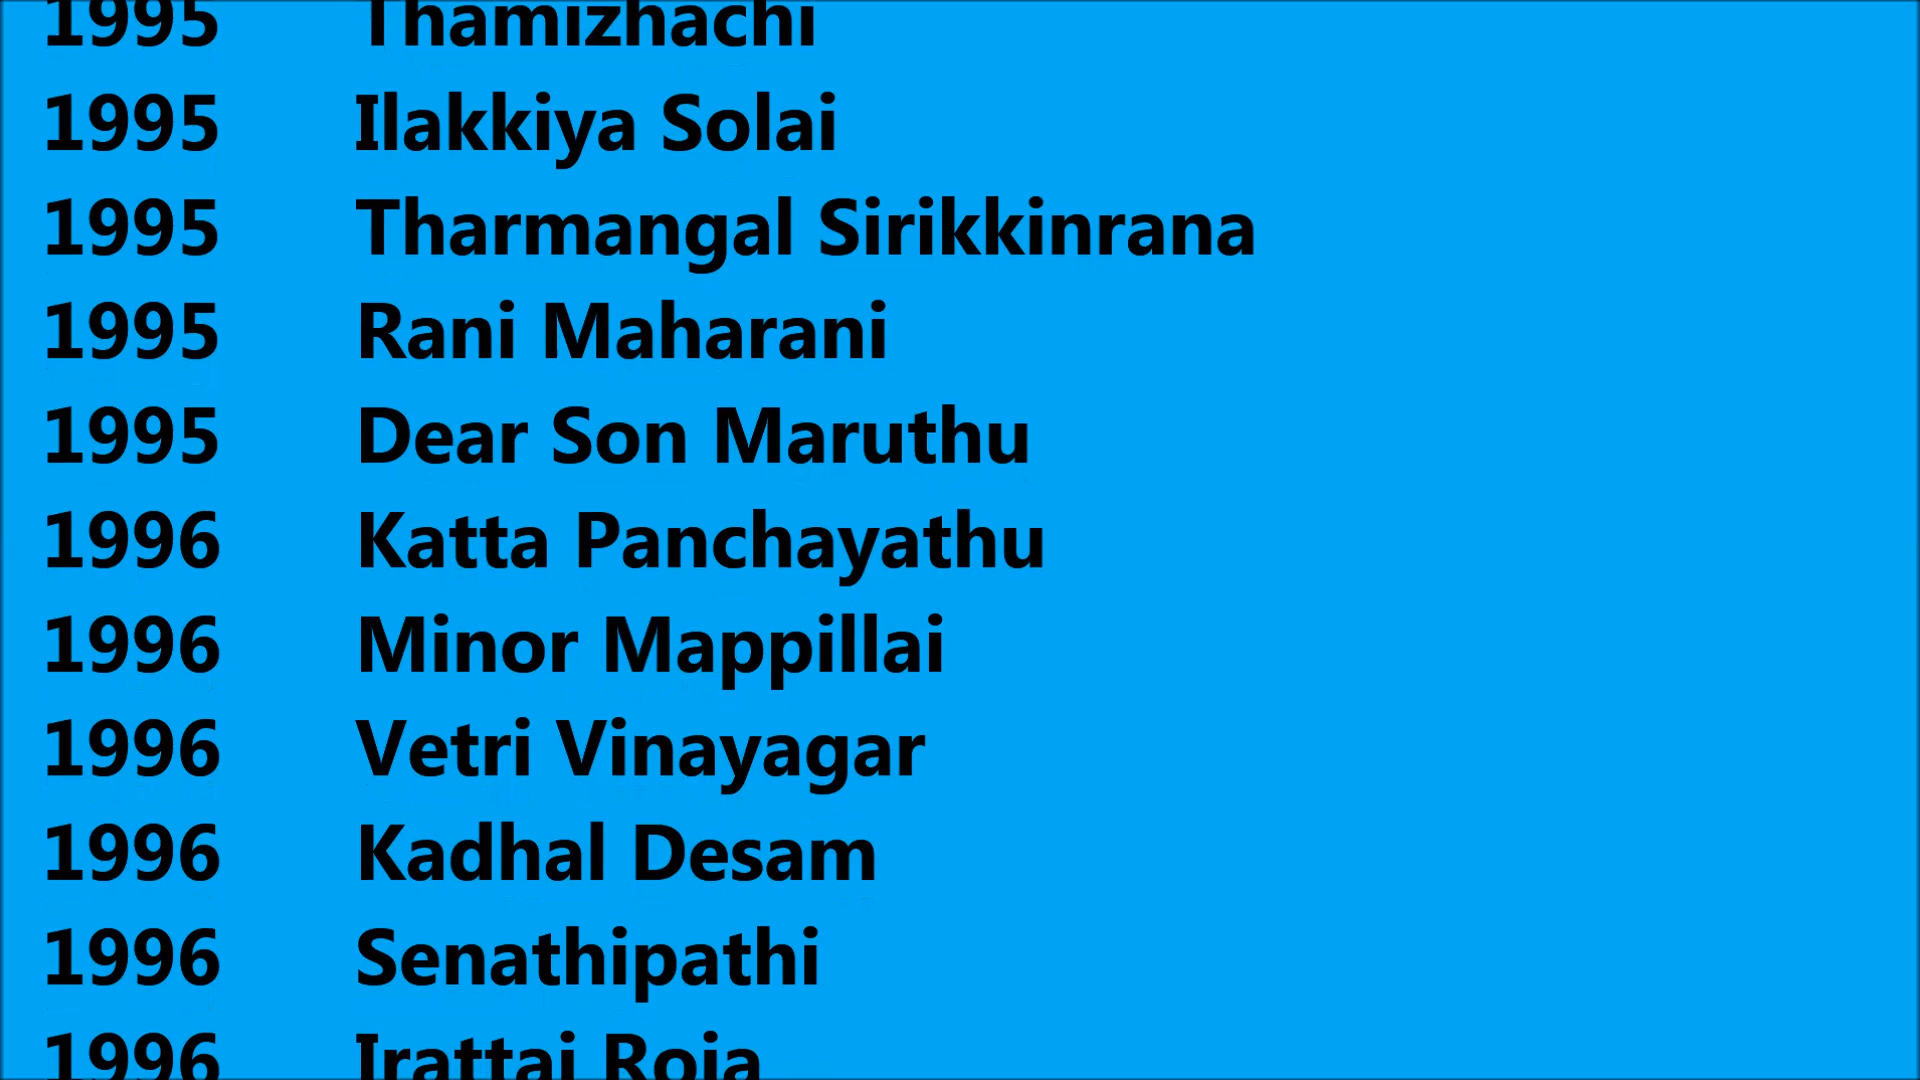 1995 Thamizhachi
1995 Ilakkiya Solai
1995 Tharmangal Sirikkinrana
1995 Rani Maharani
1995 Dear Son Maruthu
1996 Katta Panchayathu
1996 Minor Mappillai
1996 Vetri Vinayagar
1996 Kadhal Desam
1996 Senathipathi
1996 Irattai Roja